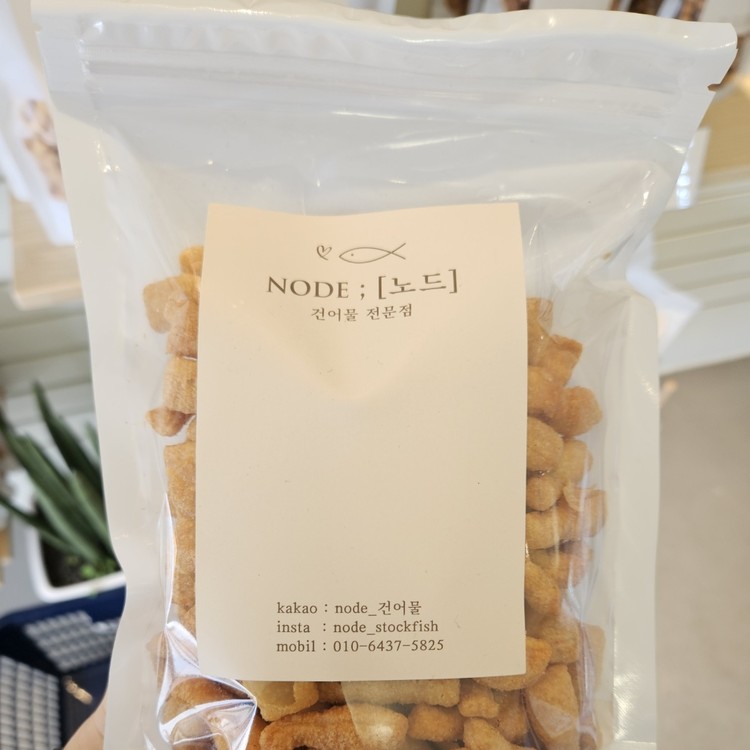 NODE ; [노드]
건어물 전문점
kakao : node_건어물
insta : node_stockfish
mobil : 010-6437-5825